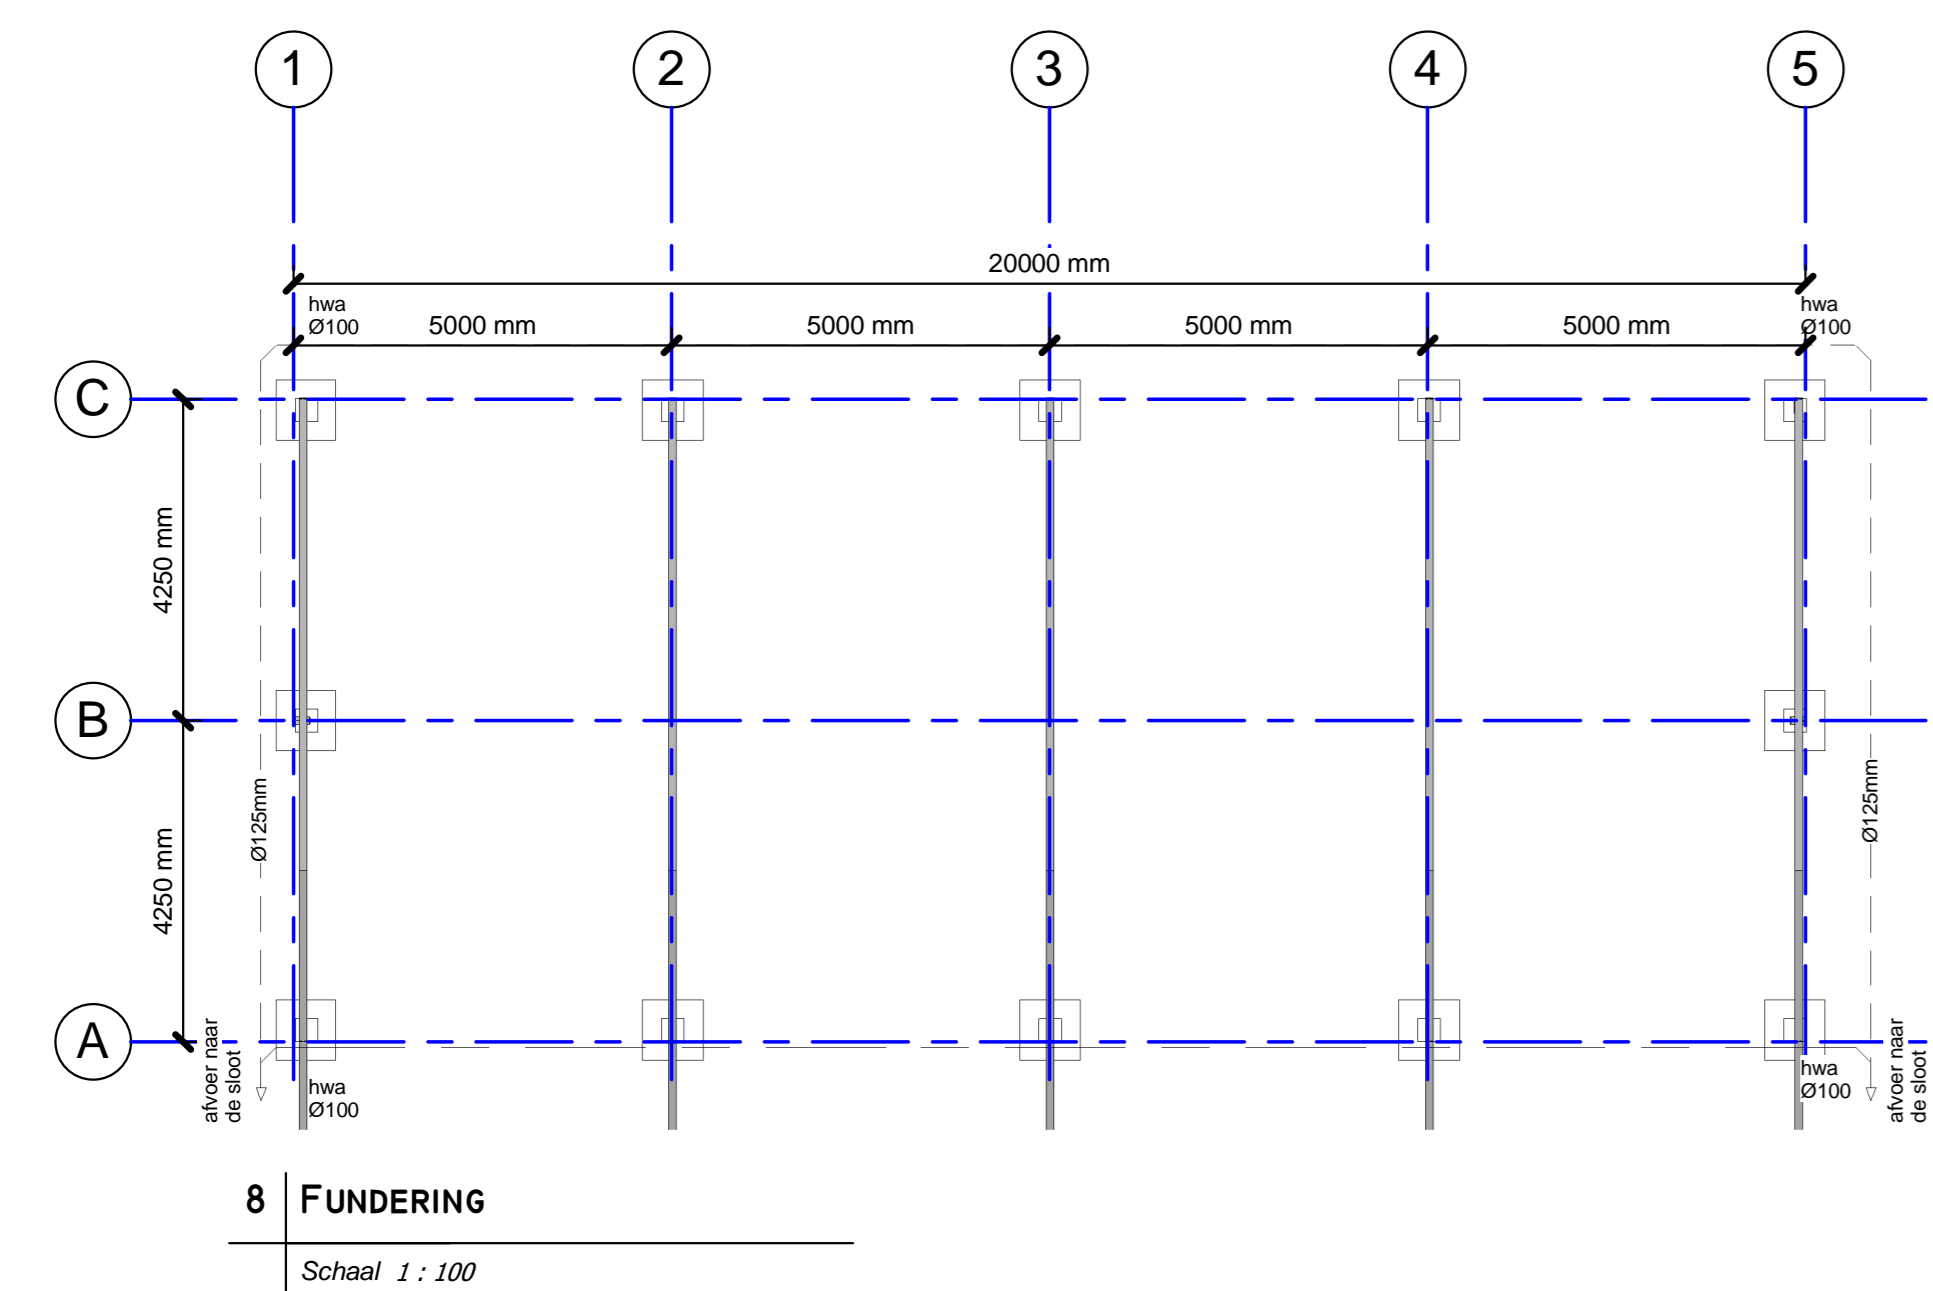 1 2 3 4 5
20000 mm
hwa
Ø100
hwa
Ø100
5000 mm 5000 mm 5000 mm 5000 mm
C
4250 mm
B
Ø125mm
Ø125mm
4250 mm
A
afvoer naar
de sloot
hwa
Ø100
hwa
Ø100
afvoer naar
de sloot
8 FUNDERING
Schaal 1 : 100